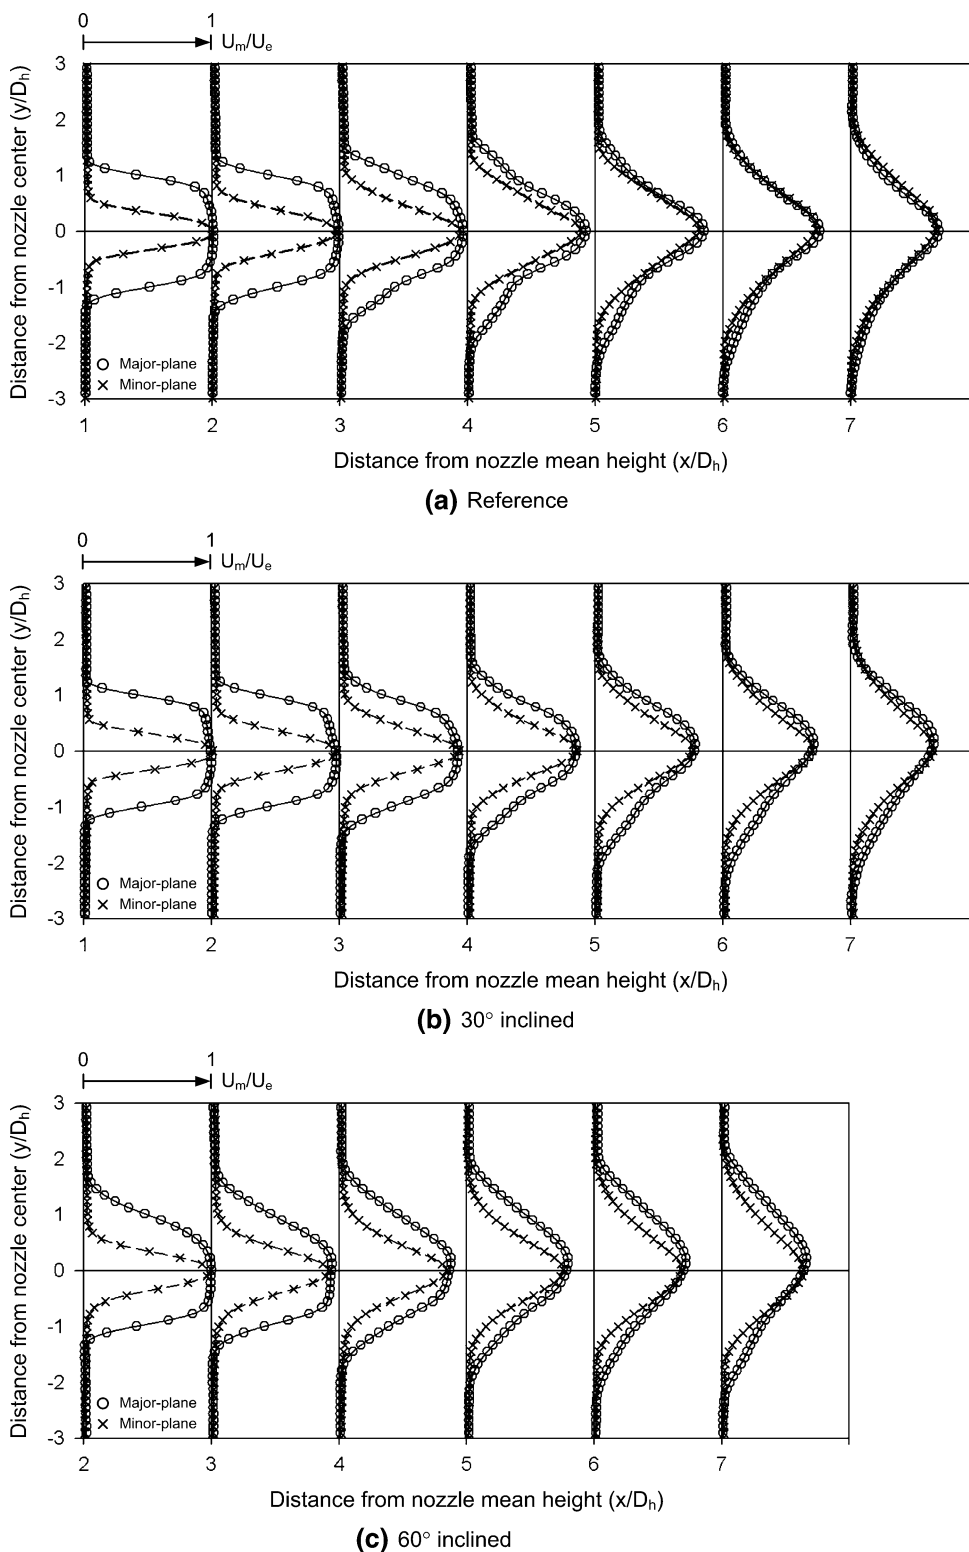 0 1
Uₘ/Uₑ
3
2
1
0
-1
-2
-3
Distance from nozzle center (y/Dₕ)
Major-plane
Minor-plane
1 2 3 4 5 6 7
Distance from nozzle mean height (x/Dₕ)
(a) Reference
0 1
Uₘ/Uₑ
3
2
1
0
-1
-2
-3
Distance from nozzle center (y/Dₕ)
Major-plane
Minor-plane
1 2 3 4 5 6 7
Distance from nozzle mean height (x/Dₕ)
(b) 30° inclined
0 1
Uₘ/Uₑ
3
2
1
0
-1
-2
-3
Distance from nozzle center (y/Dₕ)
Major-plane
Minor-plane
2 3 4 5 6 7
Distance from nozzle mean height (x/Dₕ)
(c) 60° inclined